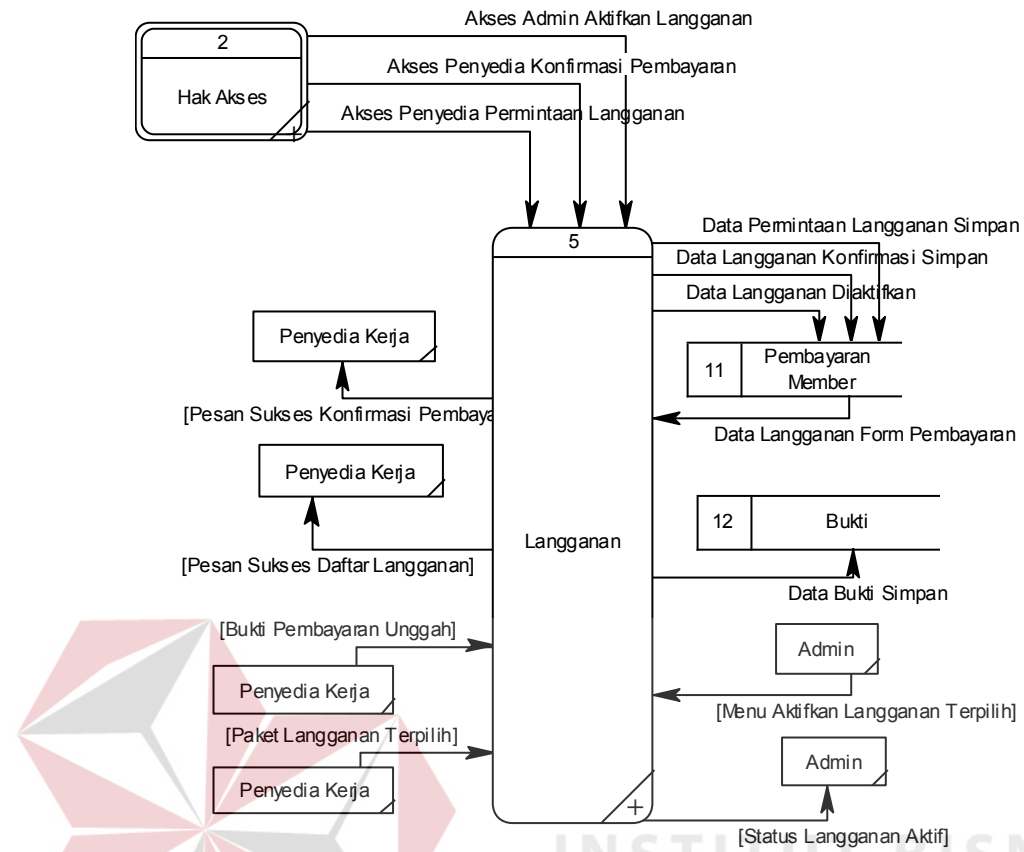 Akses Admin Aktifkan Langganan
2
Hak Akses
Akses Penyedia Konfirmasi Pembayaran
Akses Penyedia Permintaan Langganan
5
Langganan
Data Permintaan Langganan Simpan
Data Langganan Konfirmasi Simpan
Data Langganan Diaktifkan
11
Pembayaran
Member
Data Langganan Form Pembayaran
Penyedia Kerja
[Pesan Sukses Konfirmasi Pembaya
Penyedia Kerja
[Pesan Sukses Daftar Langganan]
12
Bukti
Data Bukti Simpan
[Bukti Pembayaran Unggah]
Penyedia Kerja
[Paket Langganan Terpilih]
Penyedia Kerja
Admin
[Menu Aktifkan Langganan Terpilih]
Admin
[Status Langganan Aktif]